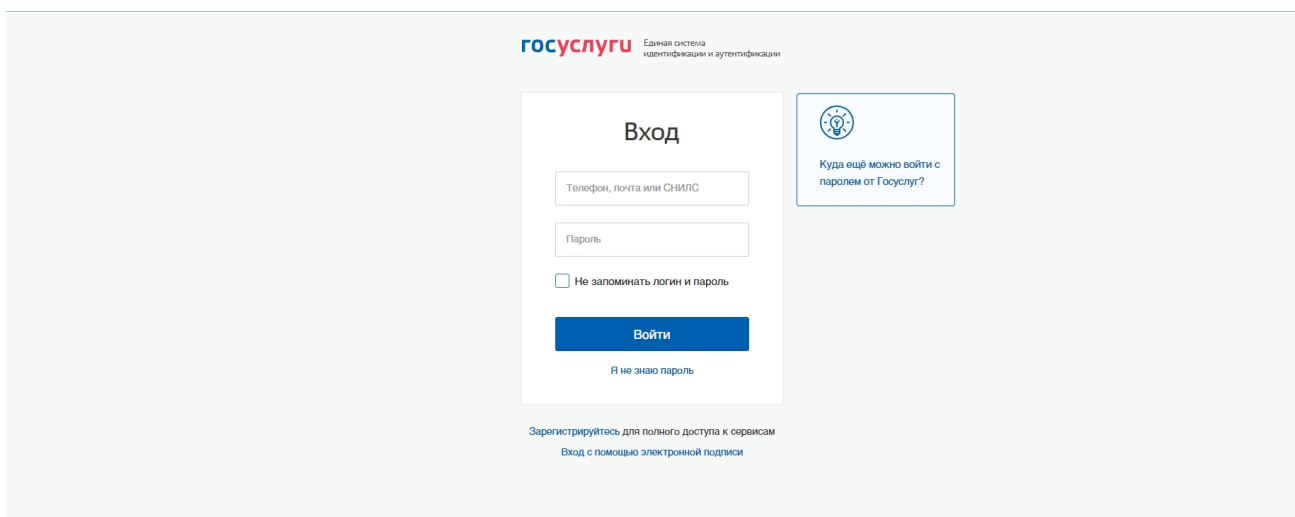 госуслуги
Единая система
идентификации и аутентификации
Вход
Телефон, почта или СНИЛС
Пароль
Не запоминать логин и пароль
Войти
Я не знаю пароль
Куда ещё можно войти с
паролем от Госуслуг?
Зарегистрируйтесь для полного доступа к сервисам
Вход с помощью электронной подписи